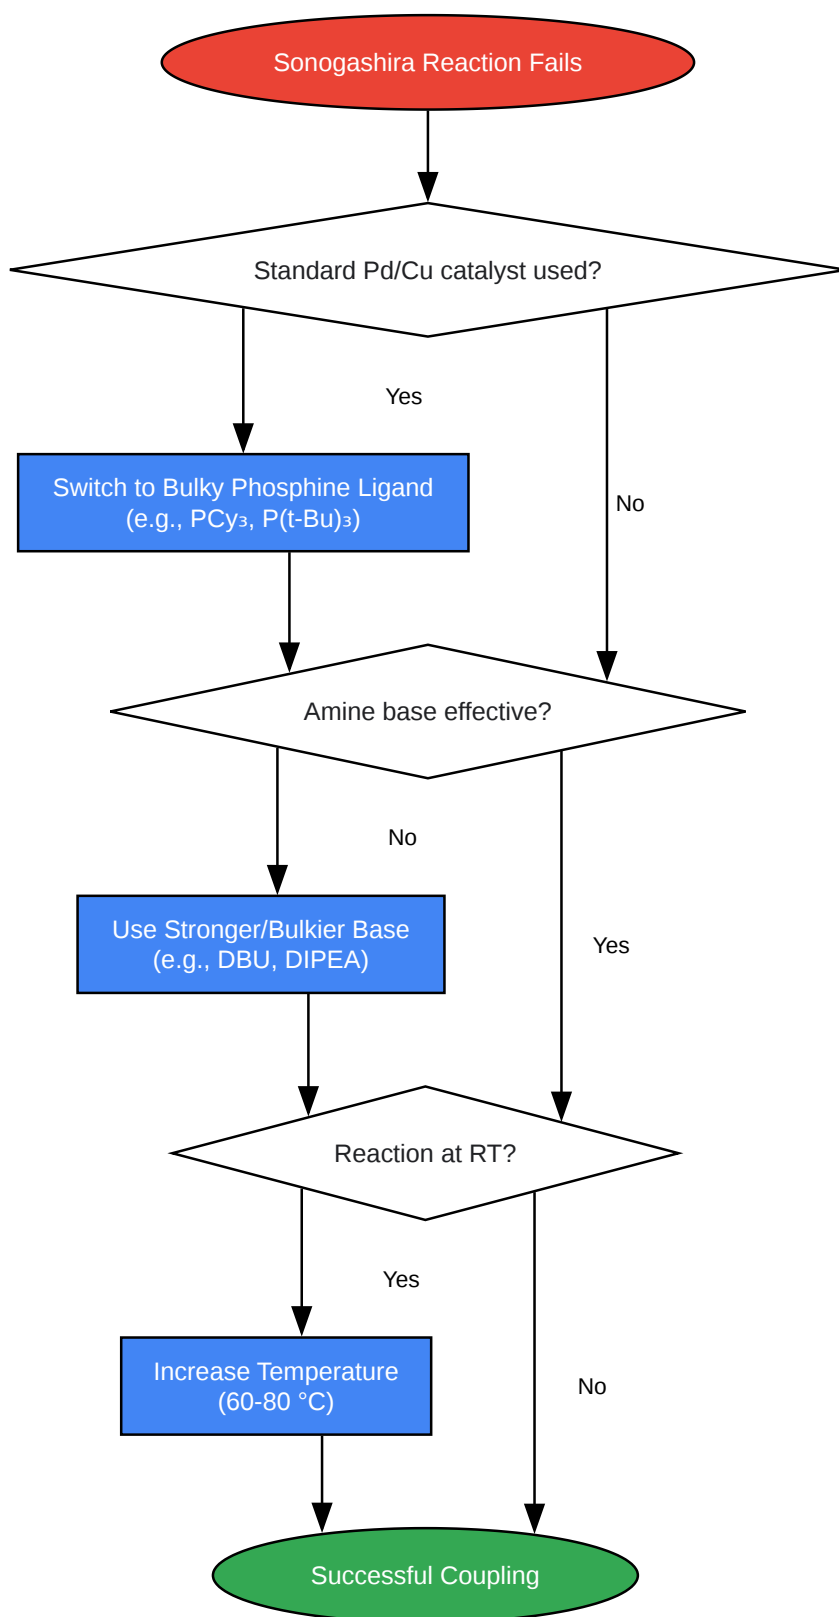 Sonogashira Reaction Fails
Standard Pd/Cu catalyst used?
Yes
Switch to Bulky Phosphine Ligand
(e.g., PCy₃, P(t-Bu)₃)
No
Amine base effective?
No
Use Stronger/Bulkier Base
(e.g., DBU, DIPEA)
Yes
Reaction at RT?
Yes
Increase Temperature
(60-80 °C)
No
Successful Coupling